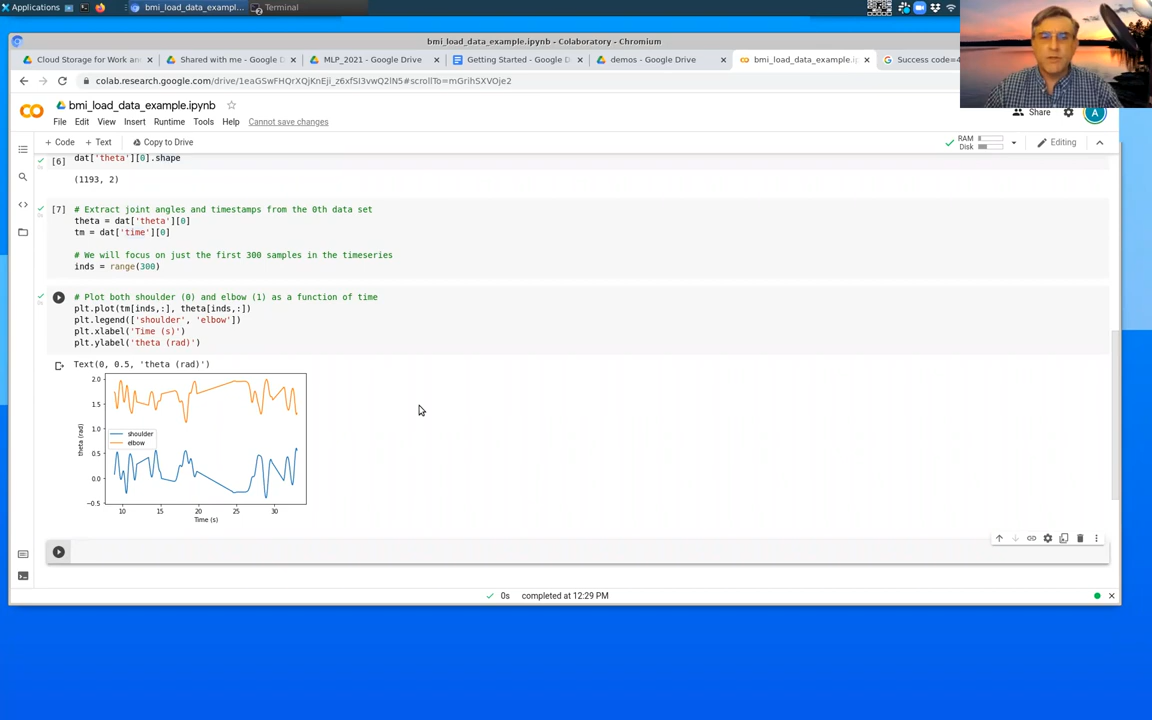 Applications
bmi_load_data_example.ipynb...
Terminal
bmi_load_data_example.ipynb - Colaboratory - Chromium
Cloud Storage for Work and
Shared with me - Google D
MLP_2021 - Google Drive
Getting Started - Google D
demos - Google Drive
bmi_load_data_example.ip
Success code=4
colab.research.google.com/drive/1eaGSwFHQrXQjKnEji_z6xfSI3vwQ2lN5#scrollTo=mGrihSXVOje2
bmi_load_data_example.ipynb
File Edit View Insert Runtime Tools Help Cannot save changes
Share
A
+ Code + Text Copy to Drive
RAM
Disk
Editing
[6]
dat['theta'][0].shape
(1193, 2)
[7]
# Extract joint angles and timestamps from the 0th data set
theta = dat['theta'][0]
tm = dat['time'][0]
# We will focus on just the first 300 samples in the timeseries
inds = range(300)
# Plot both shoulder (0) and elbow (1) as a function of time
plt.plot(tm[inds,:], theta[inds,:])
plt.legend(['shoulder', 'elbow'])
plt.xlabel('Time (s)')
plt.ylabel('theta (rad)')
Text(0, 0.5, 'theta (rad)')
2.0
1.5
1.0
0.5
0.0
−0.5
theta (rad)
shoulder
elbow
10 15 20 25 30
Time (s)
0s completed at 12:29 PM